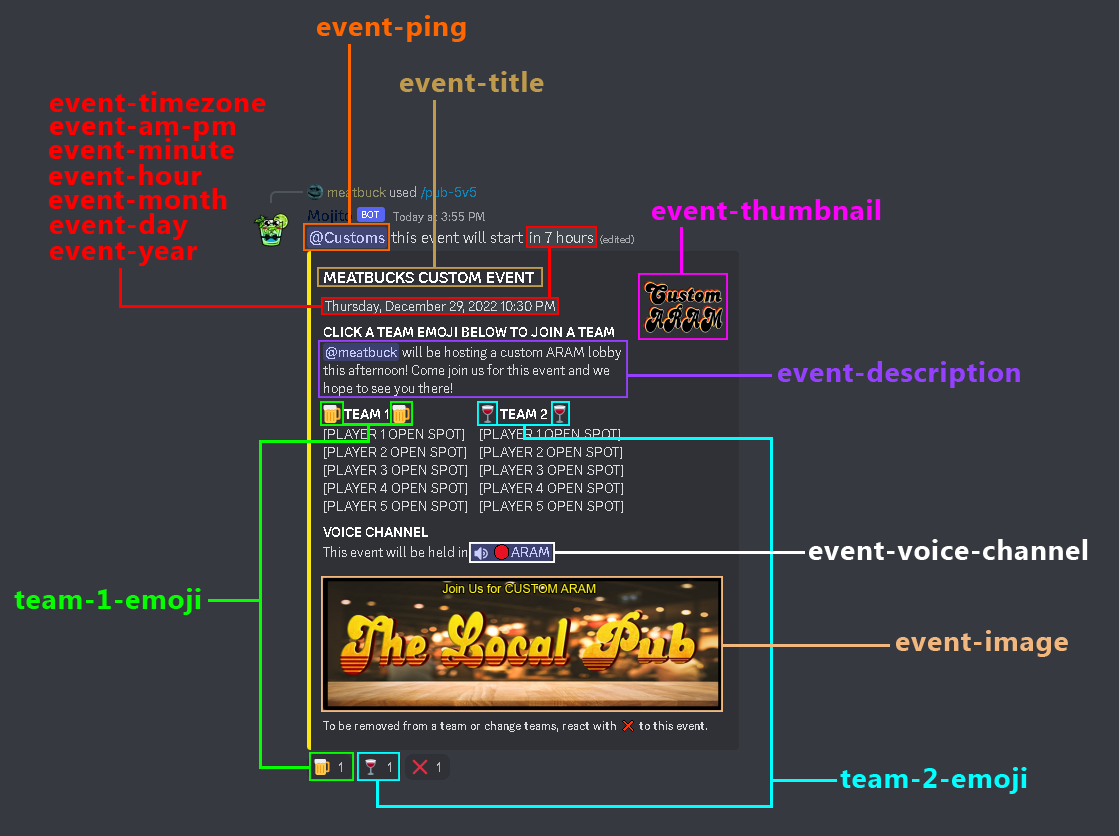 event-ping
event-title
event-timezone
event-am-pm
event-minute
event-hour
event-month
event-day
event-year
meatbuck used /pub-5v5
Mojito BOT Today at 3:55 PM
@Customs this event will start in 7 hours (edited)
event-thumbnail
MEATBUCKS CUSTOM EVENT
Custom
ARAM
Thursday, December 29, 2022 10:30 PM
CLICK A TEAM EMOJI BELOW TO JOIN A TEAM
@meatbuck will be hosting a custom ARAM lobby
this afternoon! Come join us for this event and we
hope to see you there!
event-description
TEAM 1 TEAM 2
[PLAYER 1 OPEN SPOT] [PLAYER 1 OPEN SPOT]
[PLAYER 2 OPEN SPOT] [PLAYER 2 OPEN SPOT]
[PLAYER 3 OPEN SPOT] [PLAYER 3 OPEN SPOT]
[PLAYER 4 OPEN SPOT] [PLAYER 4 OPEN SPOT]
[PLAYER 5 OPEN SPOT] [PLAYER 5 OPEN SPOT]
VOICE CHANNEL
This event will be held in ARAM
event-voice-channel
team-1-emoji
Join Us for CUSTOM ARAM
The Local Pub
event-image
To be removed from a team or change teams, react with ❌ to this event.
1 1 1
team-2-emoji